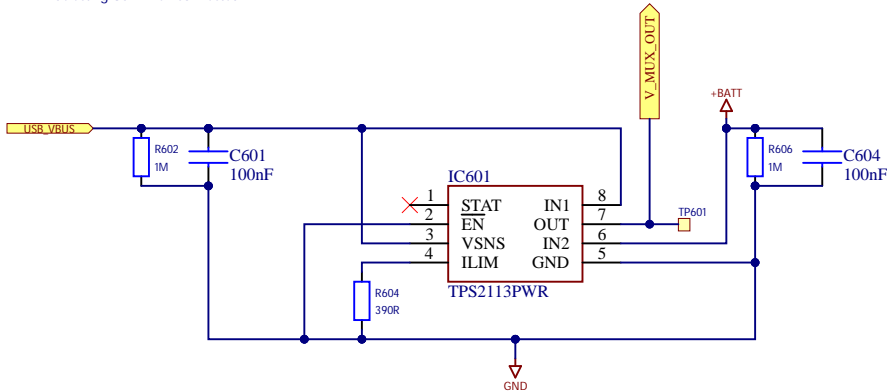 V_MUX_OUT
+BATT
USB_VBUS
R602
1M
C601
100nF
R606
1M
C604
100nF
IC601
1
STAT
IN1
8
2
EN
OUT
7
TP601
3
VSNS
IN2
6
4
ILIM
GND
5
R604
390R
TPS2113PWR
GND